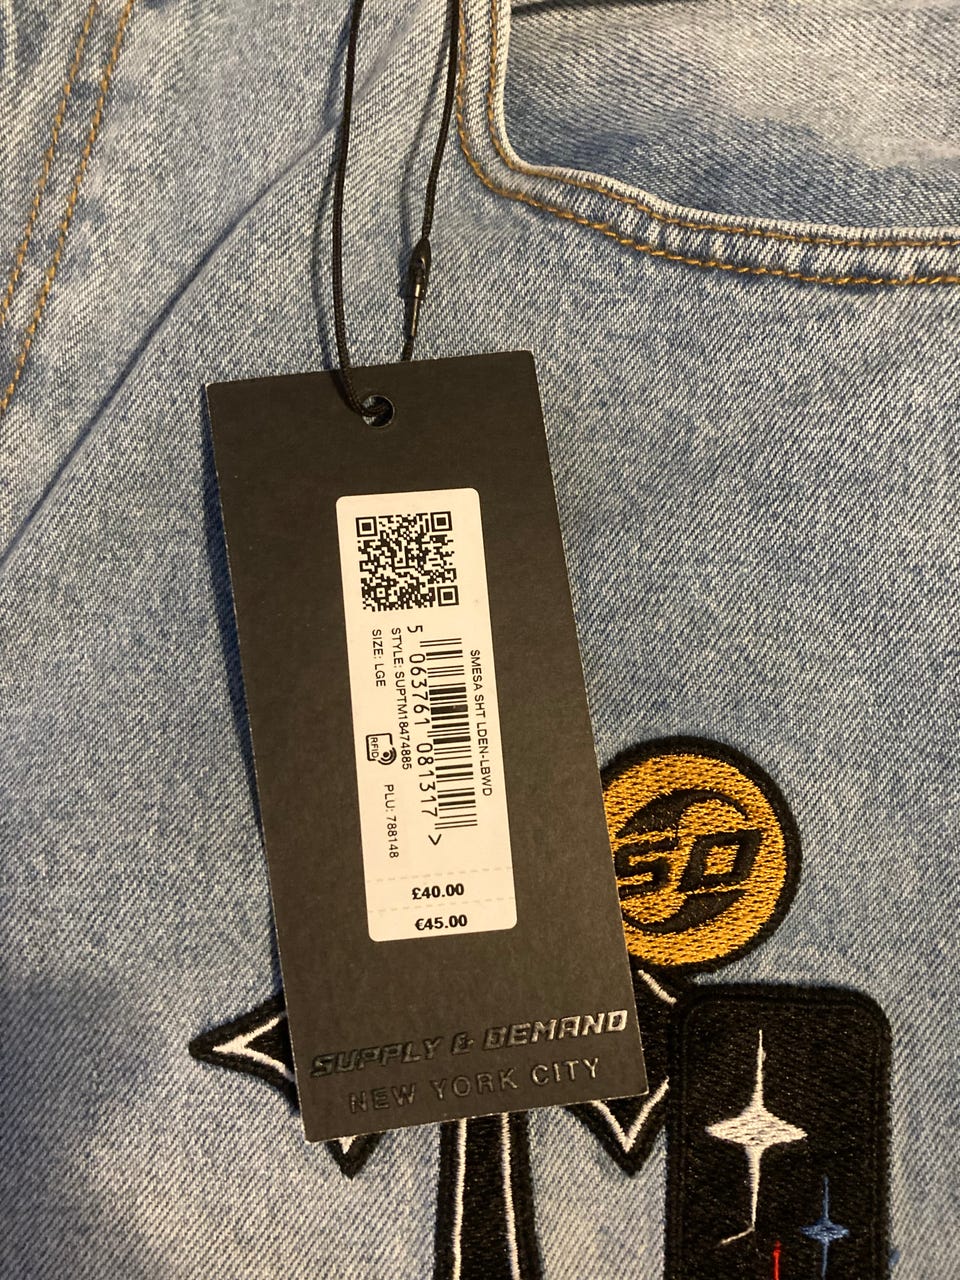 SMESA SHT LDEN-LBWD
5 063761 081317 >
STYLE: SUPTM18474885
SIZE: LGE PLU: 788148
RFID
£40.00
€45.00
SUPPLY & DEMAND
NEW YORK CITY
SD